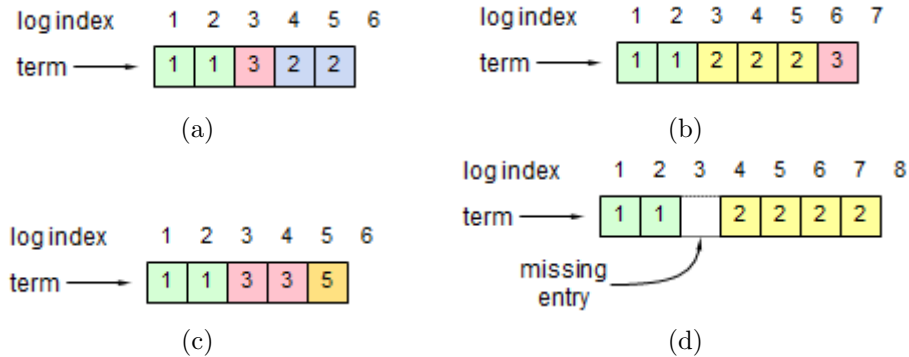 log index 1 2 3 4 5 6
term 1 1 3 2 2
(a)
log index 1 2 3 4 5 6 7
term 1 1 2 2 2 3
(b)
log index 1 2 3 4 5 6
term 1 1 3 3 5
(c)
log index 1 2 3 4 5 6 7 8
term 1 1 2 2 2 2
missing
entry
(d)